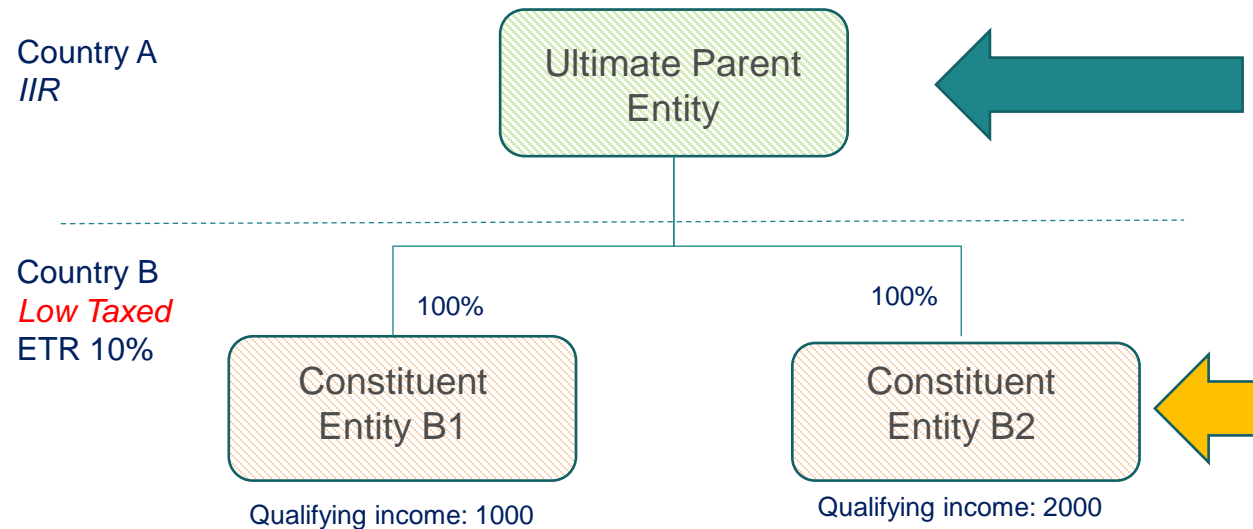 Country A
IIR
Ultimate Parent
Entity
Country B
Low Taxed
ETR 10%
100%
100%
Constituent
Entity B1
Constituent
Entity B2
Qualifying income: 1000
Qualifying income: 2000